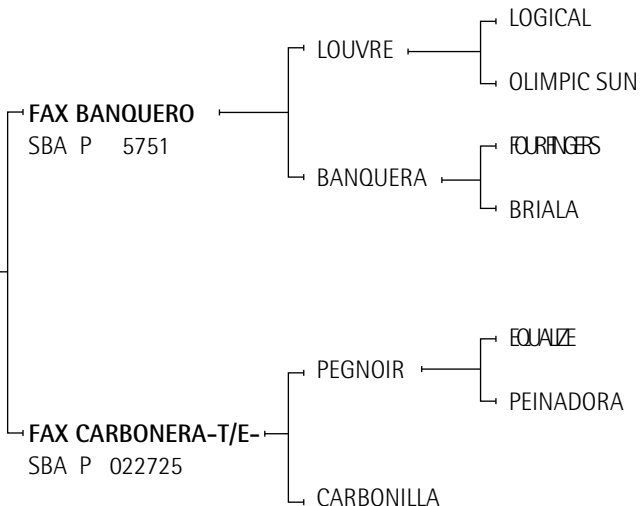 LOGICAL
LOUVRE
OLIMPIC SUN
FAX BANQUERO
SBA P 5751
FOURFINGERS
BANQUERA
BRIALA
EQUALIZE
PEGNOIR
PEINADORA
FAX CARBONERA-T/E-
SBA P 022725
CARBONILLA